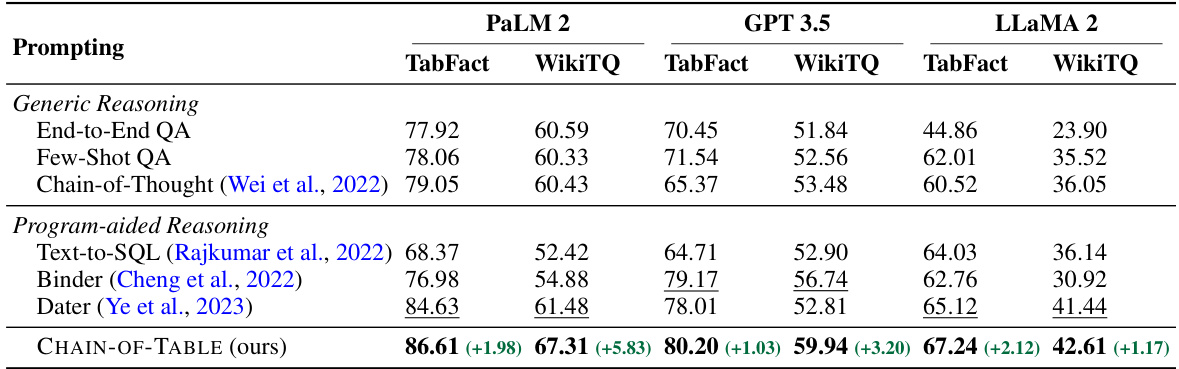 Prompting PaLM 2 GPT 3.5 LLaMA 2
TabFact WikiTQ TabFact WikiTQ TabFact WikiTQ
Generic Reasoning
End-to-End QA 77.92 60.59 70.45 51.84 44.86 23.90
Few-Shot QA 78.06 60.33 71.54 52.56 62.01 35.52
Chain-of-Thought (Wei et al., 2022) 79.05 60.43 65.37 53.48 60.52 36.05
Program-aided Reasoning
Text-to-SQL (Rajkumar et al., 2022) 68.37 52.42 64.71 52.90 64.03 36.14
Binder (Cheng et al., 2022) 76.98 54.88 79.17 56.74 62.76 30.92
Dater (Ye et al., 2023) 84.63 61.48 78.01 52.81 65.12 41.44
CHAIN-OF-TABLE (ours) 86.61 (+1.98) 67.31 (+5.83) 80.20 (+1.03) 59.94 (+3.20) 67.24 (+2.12) 42.61 (+1.17)